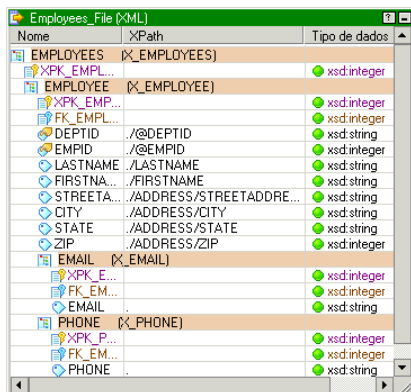 Employees_File (XML)
Nome XPath Tipo de dados
EMPLOYEES (X_EMPLOYEES)
XPK_EMPL... xsd:integer
EMPLOYEE (X_EMPLOYEE)
XPK_EMP... xsd:integer
FK_EMPL... xsd:integer
DEPTID ./@DEPTID xsd:string
EMPID ./@EMPID xsd:string
LASTNAME ./LASTNAME xsd:string
FIRSTNA... ./FIRSTNAME xsd:string
STREETA... ./ADDRESS/STREETADDRE... xsd:string
CITY ./ADDRESS/CITY xsd:string
STATE ./ADDRESS/STATE xsd:string
ZIP ./ADDRESS/ZIP xsd:integer
EMAIL (X_EMAIL)
XPK_E... xsd:integer
FK_EM... xsd:integer
EMAIL . xsd:string
PHONE (X_PHONE)
XPK_P... xsd:integer
FK_EM... xsd:integer
PHONE . xsd:string